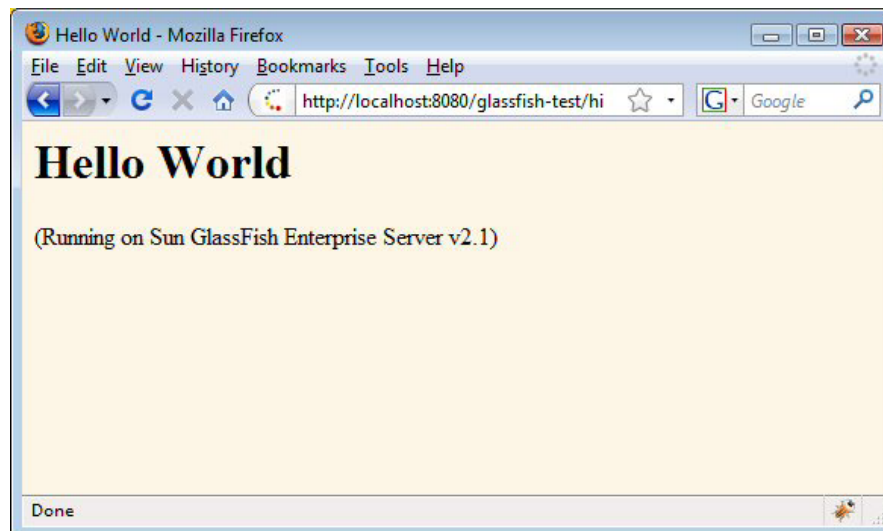 Hello World - Mozilla Firefox
File Edit View History Bookmarks Tools Help
http://localhost:8080/glassfish-test/hi G Google
Hello World
(Running on Sun GlassFish Enterprise Server v2.1)
Done